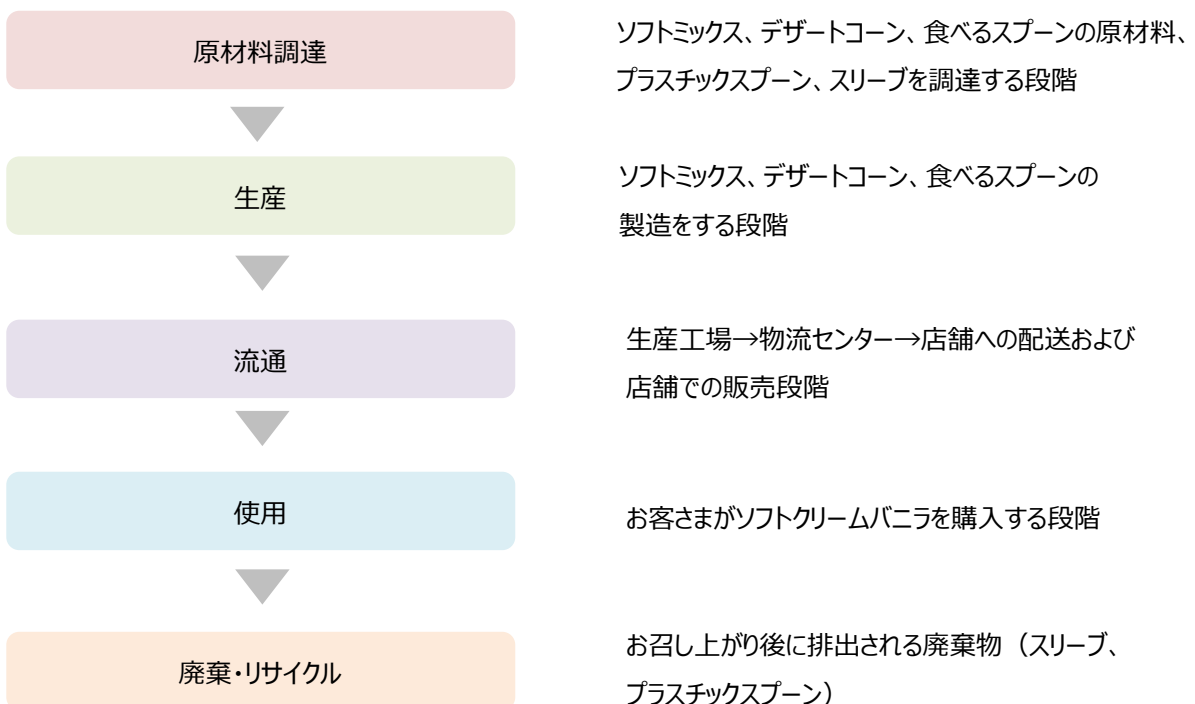 原材料調達
ソフトミックス、デザートコーン、食べるスプーンの原材料、
プラスチックスプーン、スリーブを調達する段階
生産
ソフトミックス、デザートコーン、食べるスプーンの
製造をする段階
流通
生産工場→物流センター→店舗への配送および
店舗での販売段階
使用
お客さまがソフトクリームバニラを購入する段階
廃棄・リサイクル
お召し上がり後に排出される廃棄物（スリーブ、
プラスチックスプーン）